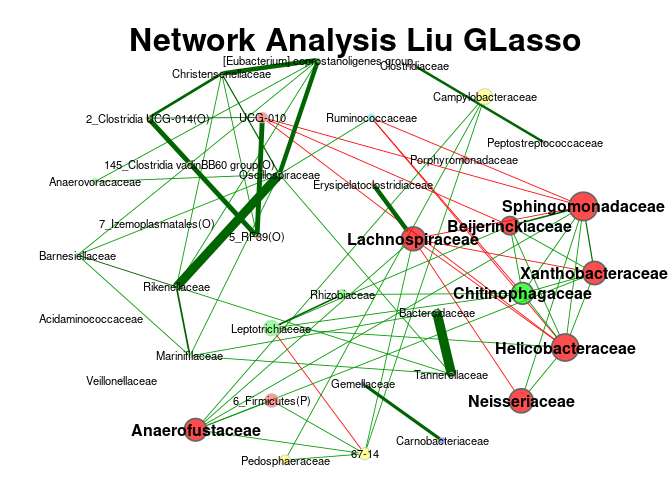 Network Analysis Liu GLasso
[Eubacterium] coprostanoligenes group
Clostridiaceae
Christensenellaceae
Campylobacteraceae
2_Clostridia UCG-014(O)
UCG-010
Ruminococcaceae
Peptostreptococcaceae
Porphyromonadaceae
145_Clostridia vadinBB60 group(O)
Oscillospiraceae
Anaerovoracaceae
Erysipelatoclostridiaceae
Sphingomonadaceae
7_Izemoplasmatales(O)
Beijerinckiaceae
5_RF39(O)
Lachnospiraceae
Barnesiellaceae
Xanthobacteraceae
Rikenellaceae
Rhizobiaceae
Chitinophagaceae
Bacteroidaceae
Acidaminococcaceae
Leptotrichiaceae
Helicobacteraceae
Marinifilaceae
Tannerellaceae
Veillonellaceae
Gemellaceae
6_Firmicutes(P)
Neisseriaceae
Anaerofustaceae
Carnobacteriaceae
67-14
Pedosphaeraceae